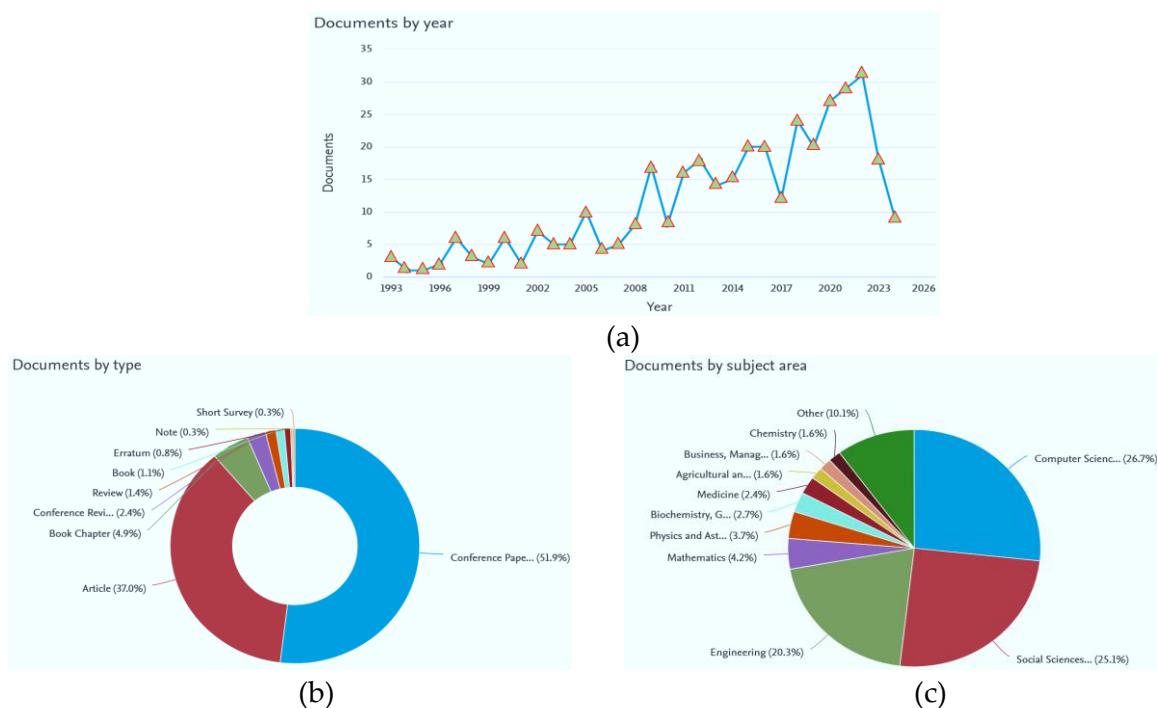 Documents by year
35
30
25
20
15
10
5
0
Documents
1993 1996 1999 2002 2005 2008 2011 2014 2017 2020 2023 2026
Year
(a)
Documents by type
Short Survey (0.3%)
Note (0.3%)
Erratum (0.8%)
Book (1.1%)
Review (1.4%)
Conference Revi... (2.4%)
Book Chapter (4.9%)
Article (37.0%)
Conference Pape... (51.9%)
(b)
Documents by subject area
Other (10.1%)
Chemistry (1.6%)
Business, Manag... (1.6%)
Agricultural an... (1.6%)
Medicine (2.4%)
Biochemistry, G... (2.7%)
Physics and Ast... (3.7%)
Mathematics (4.2%)
Engineering (20.3%)
Computer Scienc... (26.7%)
Social Sciences... (25.1%)
(c)